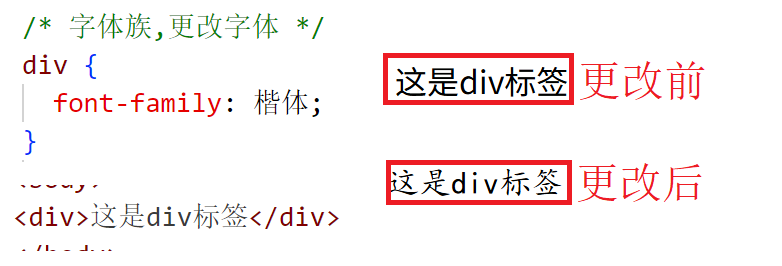 /* 字体族,更改字体 */
div {
font-family: 楷体;
}
<body>
<div>这是div标签</div>
</body>
这是div标签 更改前
这是div标签 更改后